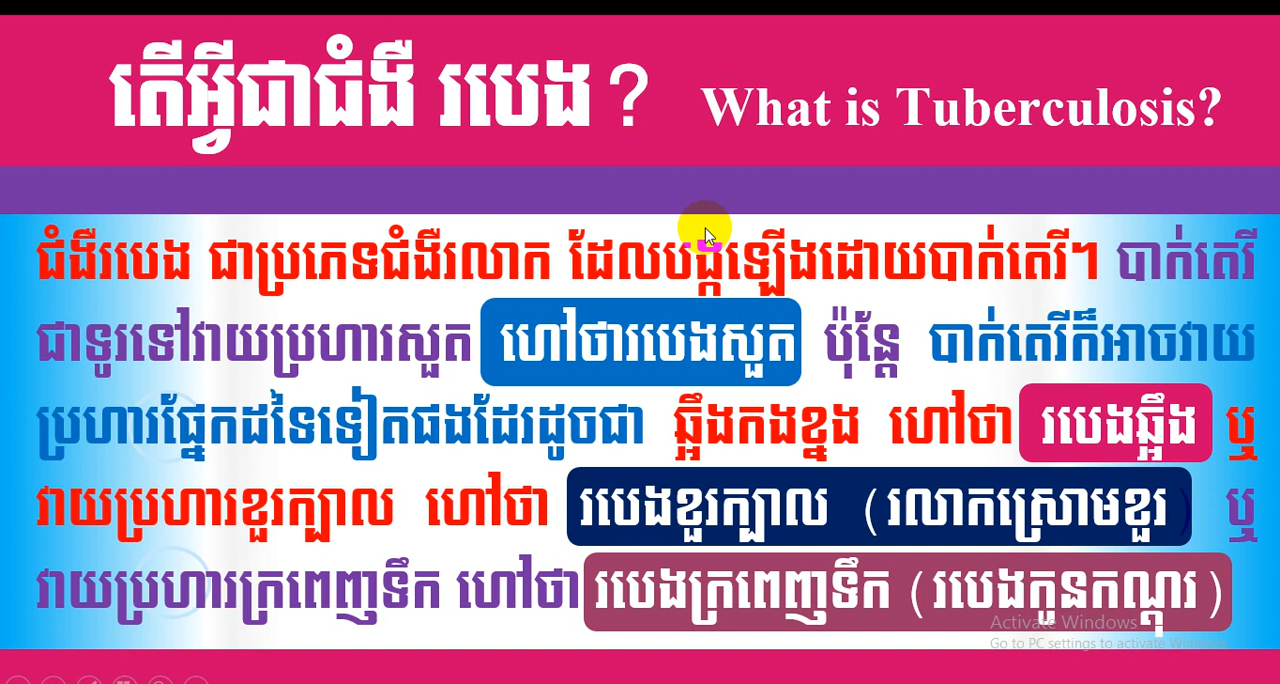 តើអ្វីជាជំងឺ របេង ? What is Tuberculosis?
ជំងឺរបេង ជាប្រភេទជំងឺរលាក ដែលបង្កឡើងដោយបាក់តេរី។ បាក់តេរី
ជាទូរទៅវាយប្រហារសួត ហៅថារបេងសួត ប៉ុន្តែ បាក់តេរីក៏អាចវាយ
ប្រហារផ្នែកដទៃទៀតផងដែរដូចជា ឆ្អឹងកងខ្នង ហៅថា របេងឆ្អឹង ឬ
វាយប្រហារខួរក្បាល ហៅថា របេងខួរក្បាល (រលាកស្រោមខួរ) ឬ
វាយប្រហារក្រពេញទឹក ហៅថា របេងក្រពេញទឹក (របេងកូនកណ្តុរ)
Activate Windows
Go to PC settings to activate Windows.